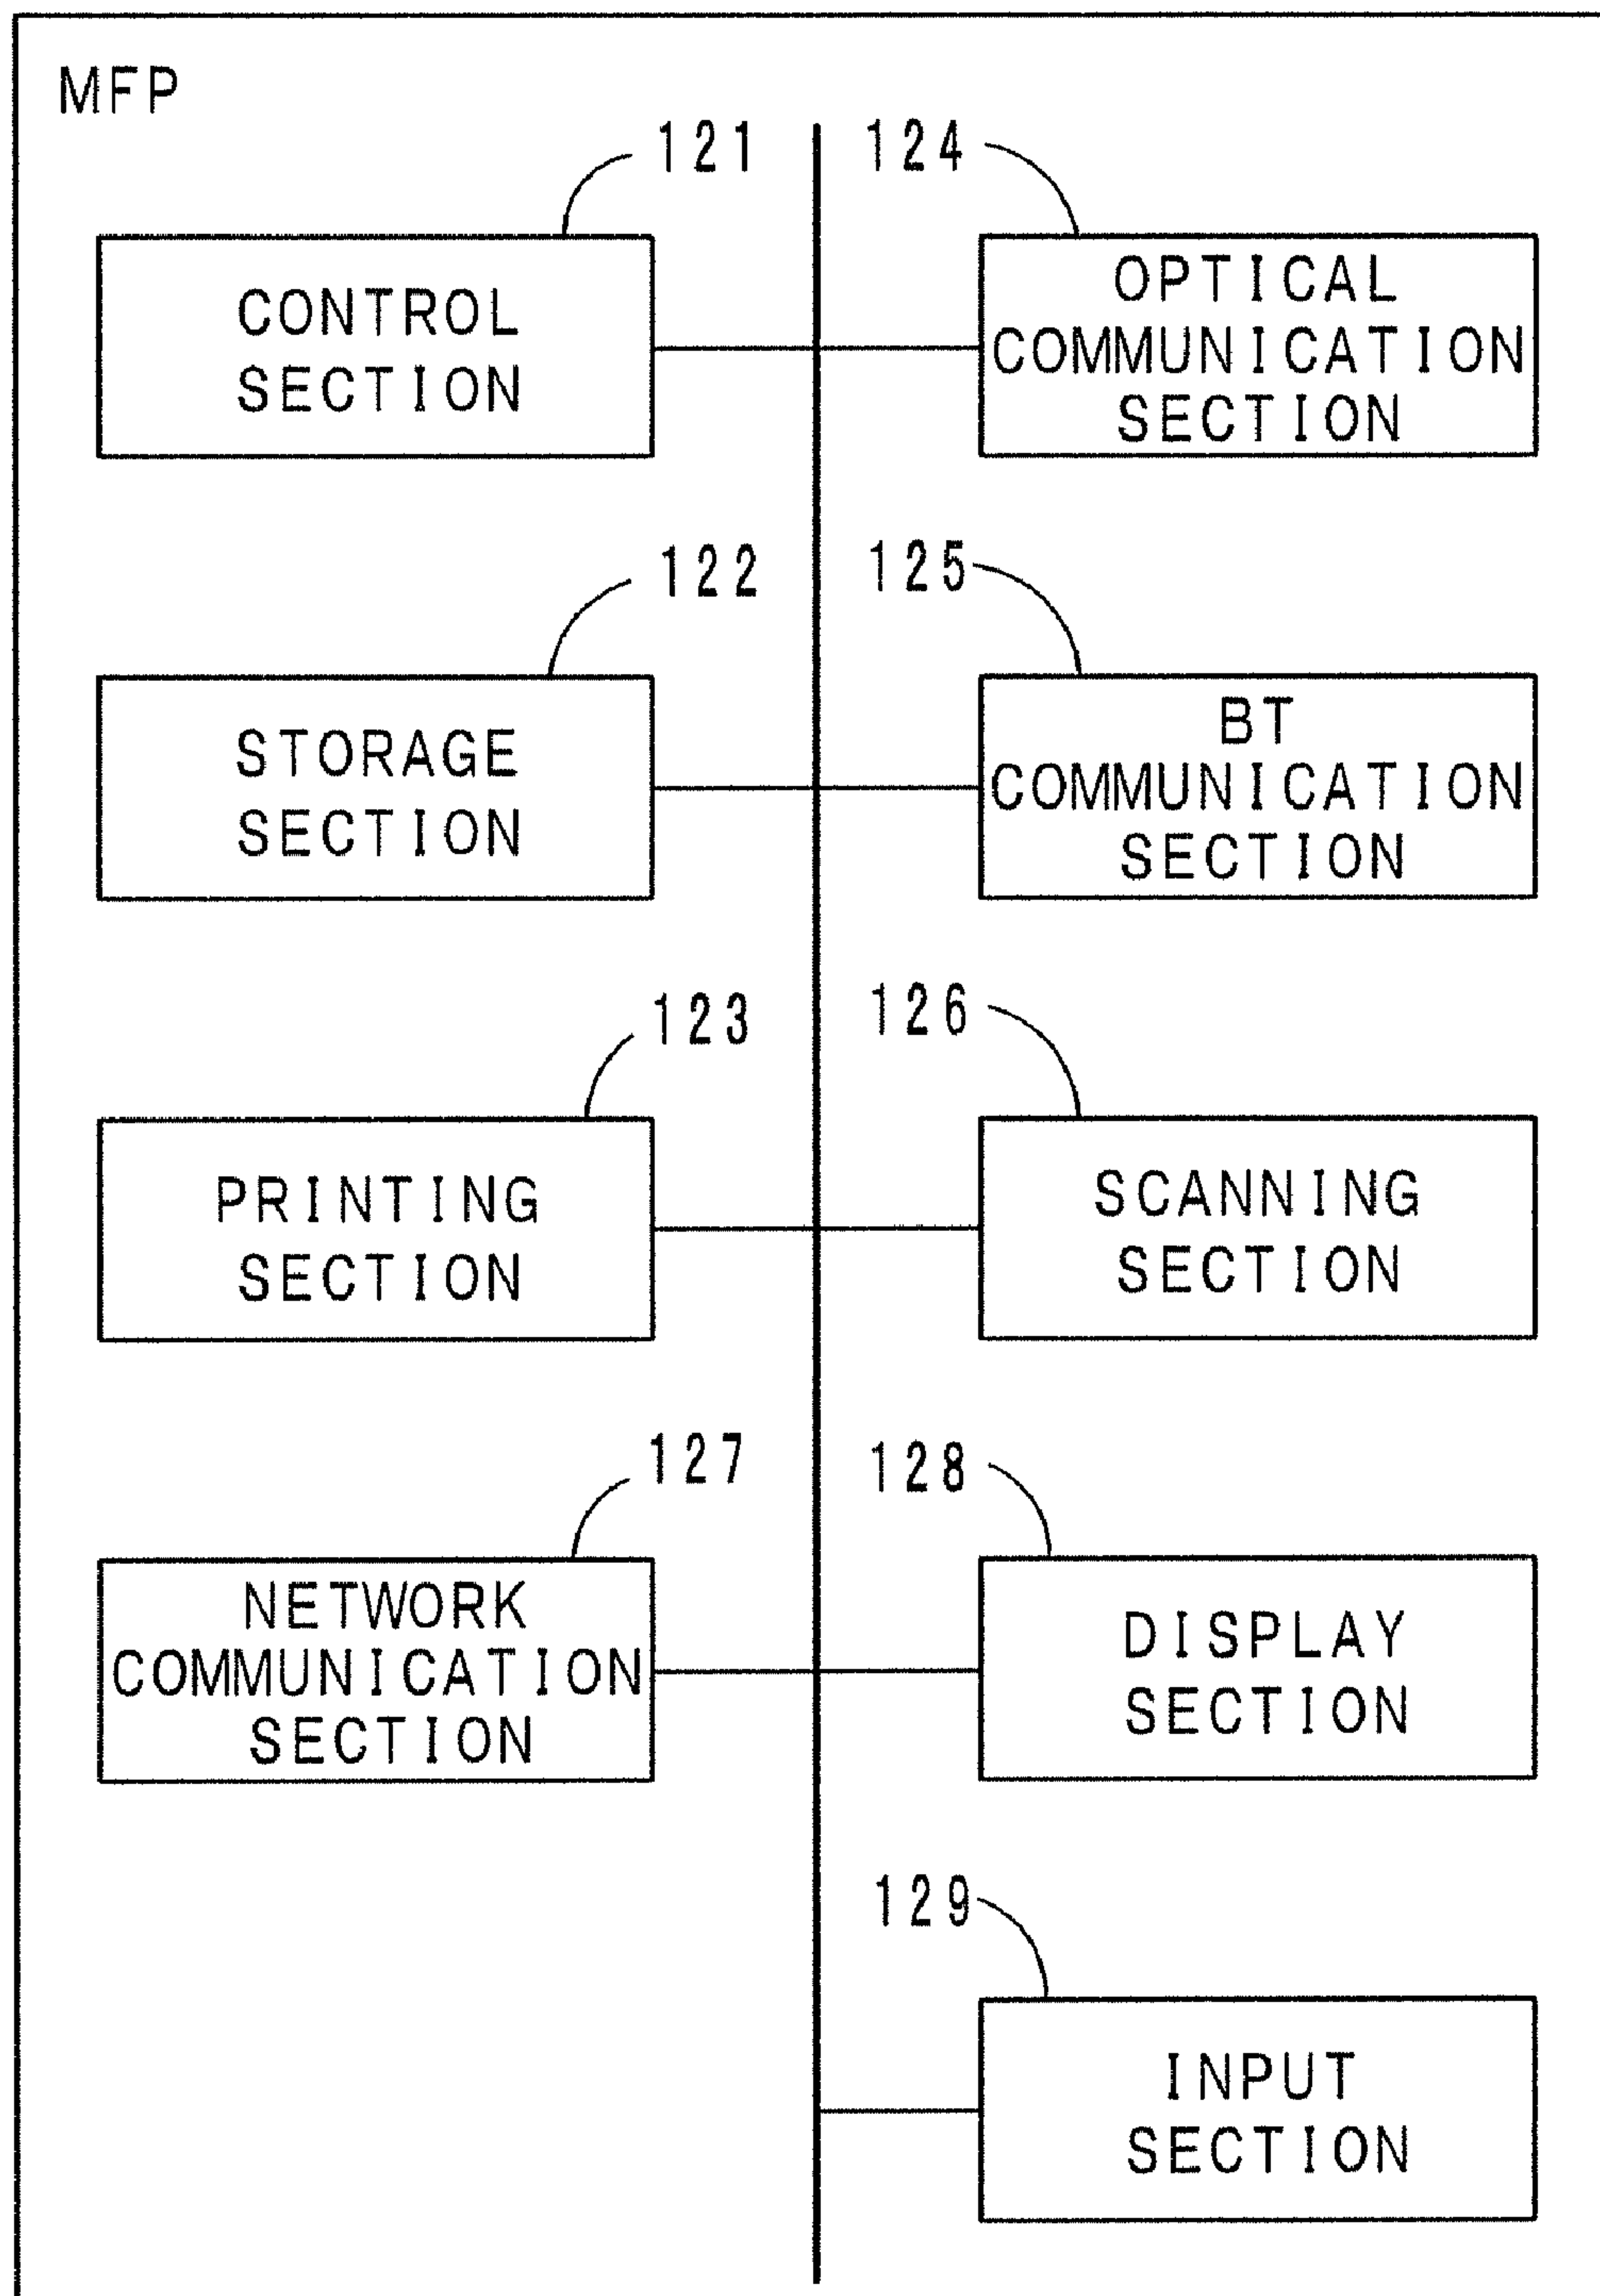 MFP
121
CONTROL
SECTION
124
OPTICAL
COMMUNICATION
SECTION
122
STORAGE
SECTION
125
BT
COMMUNICATION
SECTION
123
PRINTING
SECTION
126
SCANNING
SECTION
127
NETWORK
COMMUNICATION
SECTION
128
DISPLAY
SECTION
129
INPUT
SECTION